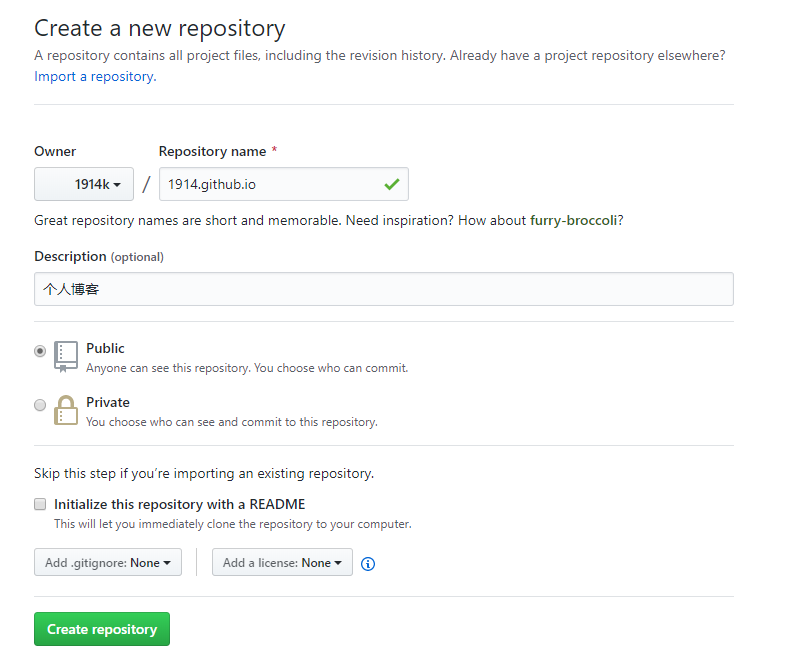 Create a new repository
A repository contains all project files, including the revision history. Already have a project repository elsewhere?
Import a repository.
Owner
Repository name *
1914k
/
1914.github.io
Great repository names are short and memorable. Need inspiration? How about furry-broccoli?
Description (optional)
个人博客
Public
Anyone can see this repository. You choose who can commit.
Private
You choose who can see and commit to this repository.
Skip this step if you’re importing an existing repository.
Initialize this repository with a README
This will let you immediately clone the repository to your computer.
Add .gitignore: None
Add a license: None
Create repository